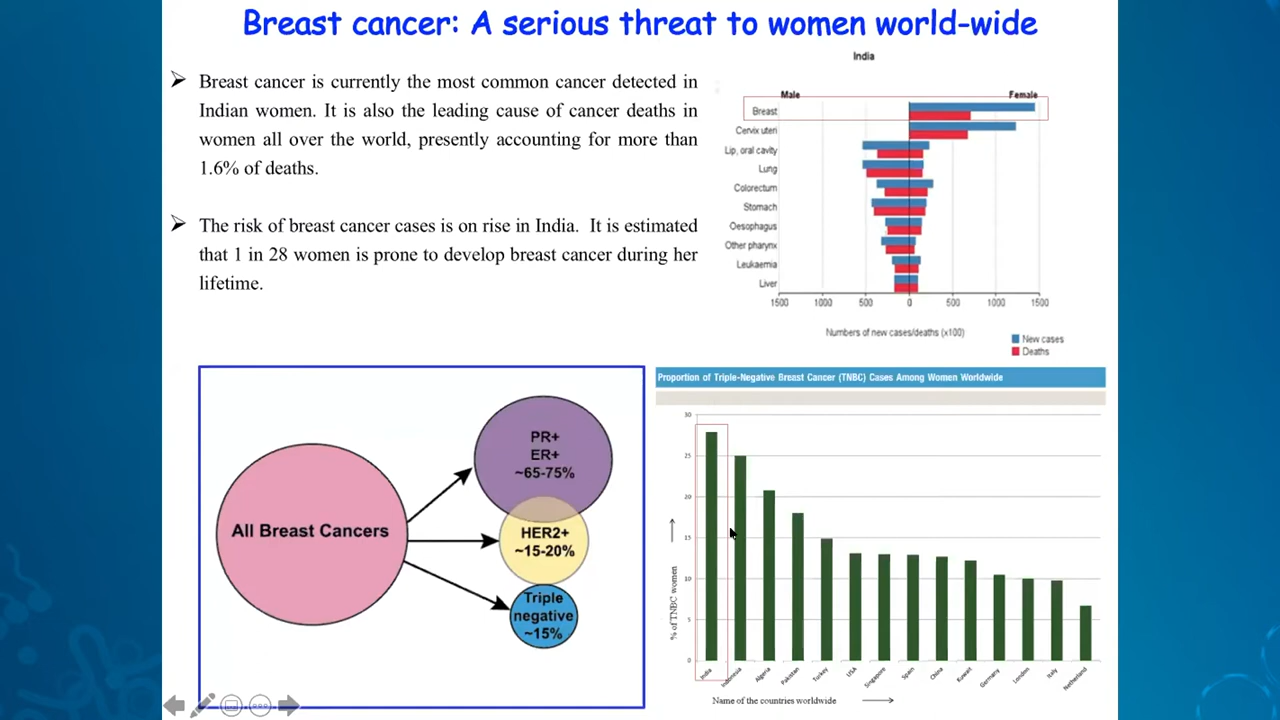 Breast cancer: A serious threat to women world-wide
Breast cancer is currently the most common cancer detected in
Indian women. It is also the leading cause of cancer deaths in
women all over the world, presently accounting for more than
1.6% of deaths.
The risk of breast cancer cases is on rise in India. It is estimated
that 1 in 28 women is prone to develop breast cancer during her
lifetime.
India
Male Female
Breast
Cervix uteri
Lip, oral cavity
Lung
Colorectum
Stomach
Oesophagus
Other pharynx
Leukaemia
Liver
1500 1000 500 0 500 1000 1500
Numbers of new cases/deaths (x100)
New cases
Deaths
All Breast Cancers
PR+
ER+
~65-75%
HER2+
~15-20%
Triple
negative
~15%
Proportion of Triple-Negative Breast Cancer (TNBC) Cases Among Women Worldwide
% of TNBC women
30
25
20
15
10
5
0
India Indonesia Algeria Pakistan Turkey USA Singapore Spain China Kuwait Germany London Italy Netherland
Name of the countries worldwide